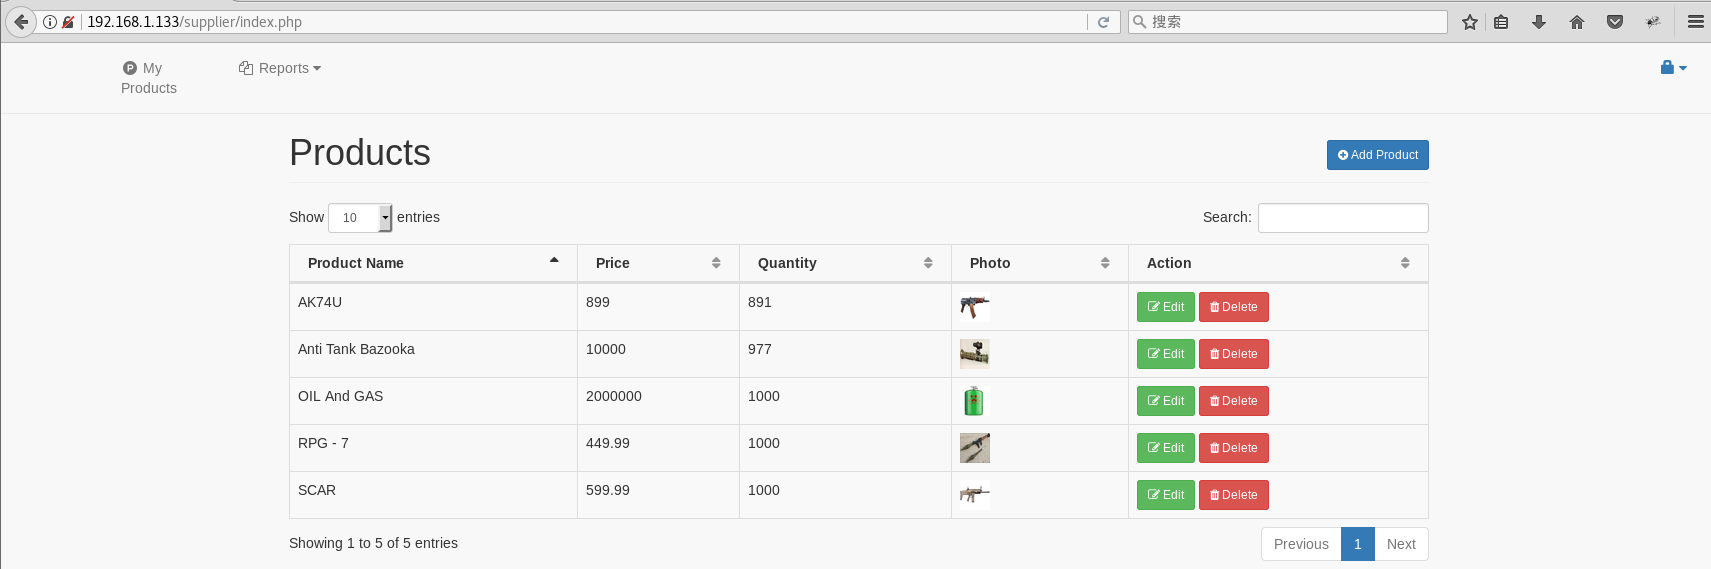 192.168.1.133/supplier/index.php
搜索
My Products
Reports
Products
Add Product
Show 10 entries
Search:
Product Name Price Quantity Photo Action
AK74U 899 891 Edit Delete
Anti Tank Bazooka 10000 977 Edit Delete
OIL And GAS 2000000 1000 Edit Delete
RPG - 7 449.99 1000 Edit Delete
SCAR 599.99 1000 Edit Delete
Showing 1 to 5 of 5 entries
Previous 1 Next